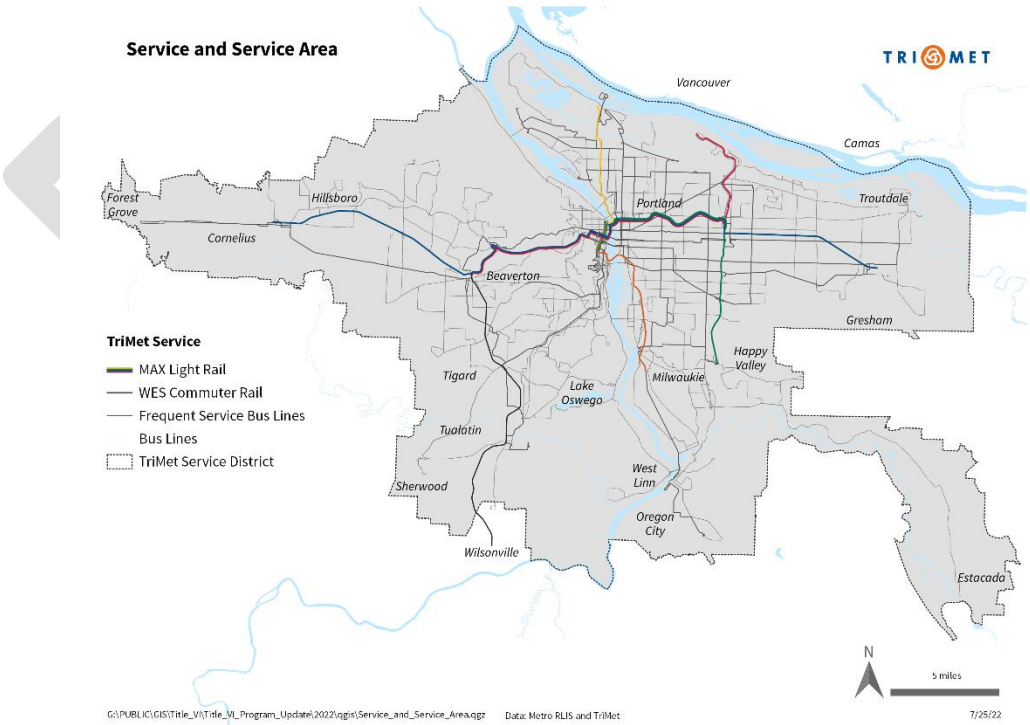 Service and Service Area
TRI MET
Vancouver
Camas
Forest
Grove
Hillsboro
Portland
Troutdale
Cornelius
Beaverton
Gresham
TriMet Service
MAX Light Rail
WES Commuter Rail
Frequent Service Bus Lines
Bus Lines
TriMet Service District
Happy
Valley
Tigard
Lake
Oswego
Milwaukie
Tualatin
West
Linn
Sherwood
Oregon
City
Wilsonville
Estacada
N
5 miles
G:\PUBLIC\GIS\Title_VI\Title_VI_Program_Update\2022\qgis\Service_and_Service_Area.qgz Data: Metro RLIS and TriMet 7/25/22